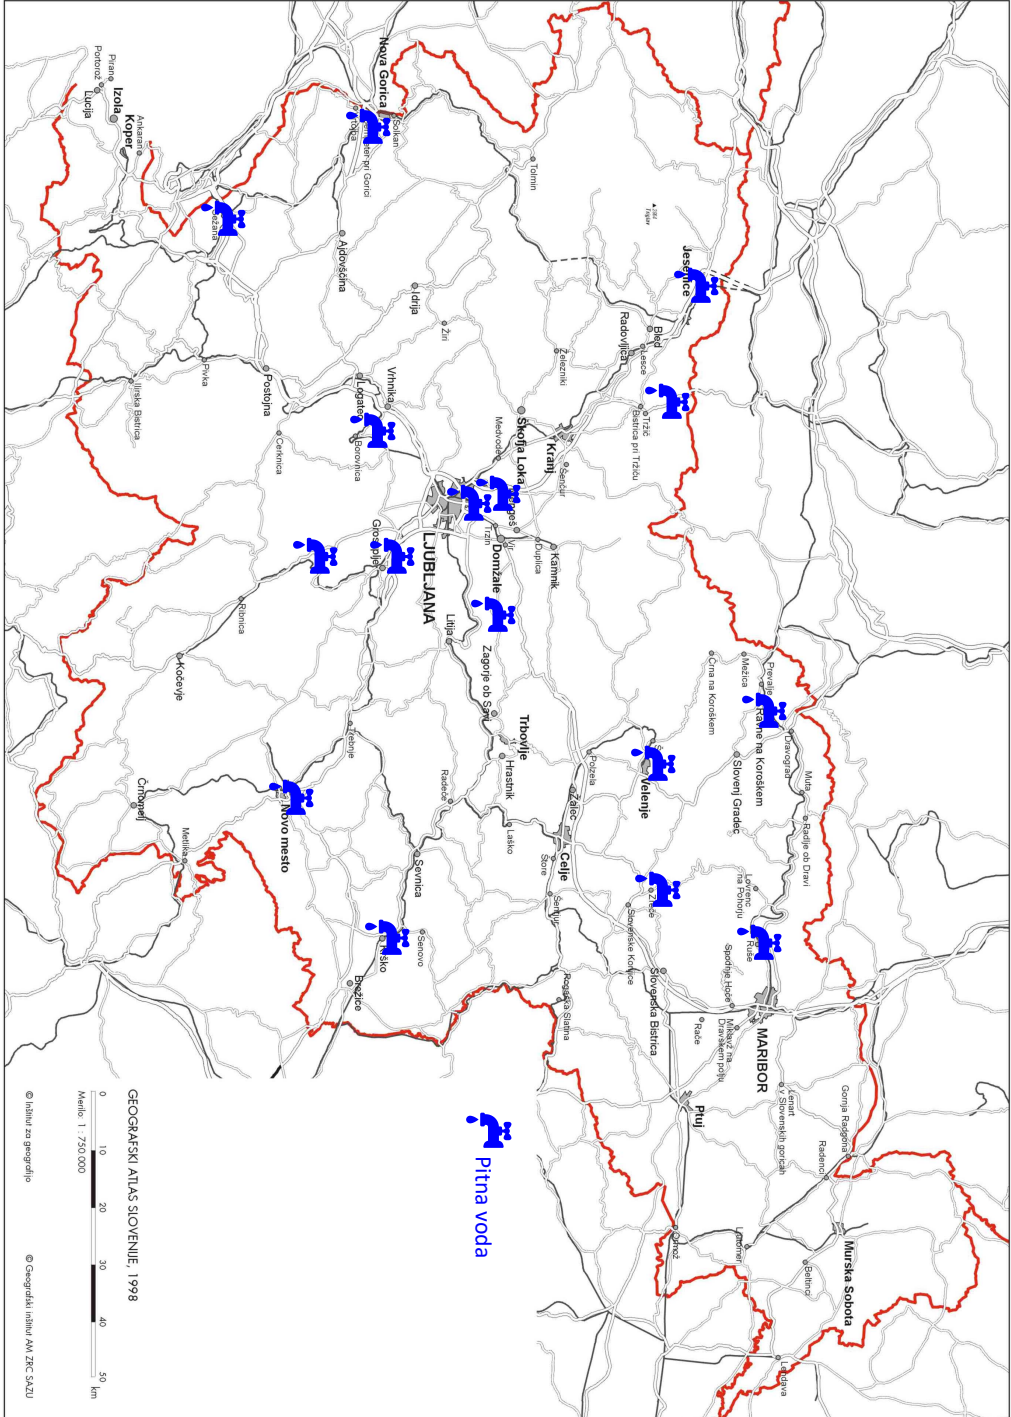 Nova Gorica
Solkan
Tolmin
Piran
Portorož
Lucija
Izola
Koper
Ankaran
Ajdovščina
Idrija
Žiri
2864
Triglav
Jesenice
Bled
Lesce
Radovljica
Železniki
Tržič
Bistrica pri Tržiču
Kranj
Šenčur
Škofja Loka
Medvode
Vrhnika
Logatec
Borovnica
Postojna
Pivka
Ilirska Bistrica
Cerknica
LJUBLJANA
Trzin
Domžale
Vir
Duplica
Kamnik
Grosuplje
Ribnica
Kočevje
Litija
Zagorje ob Savi
Trbovlje
Hrastnik
Radeče
Trebnje
Novo mesto
Črnomelj
Metlika
Sevnica
Senovo
Krško
Brežice
Laško
Celje
Štore
Šentjur
Žalec
Polzela
Velenje
Črna na Koroškem
Mežica
Prevalje
Ravne na Koroškem
Dravograd
Slovenj Gradec
Muta
Radlje ob Dravi
Lovrenc
na Pohorju
Ruše
Zreče
Slovenske Konjice
Slovenska Bistrica
Rogaška Slatina
Spodnje Hoče
MARIBOR
Miklavž na
Dravskem polju
Rače
Ptuj
Lenart
v Slovenskih goricah
Gornja Radgona
Radenci
Murska Sobota
Beltinci
Ljutomer
Ormož
Lendava
Pitna voda
GEOGRAFSKI ATLAS SLOVENIJE, 1998
0 10 20 30 40 50 km
Merilo 1 : 750 000
© Inštitut za geografijo
© Geografski inštitut AM ZRC SAZU